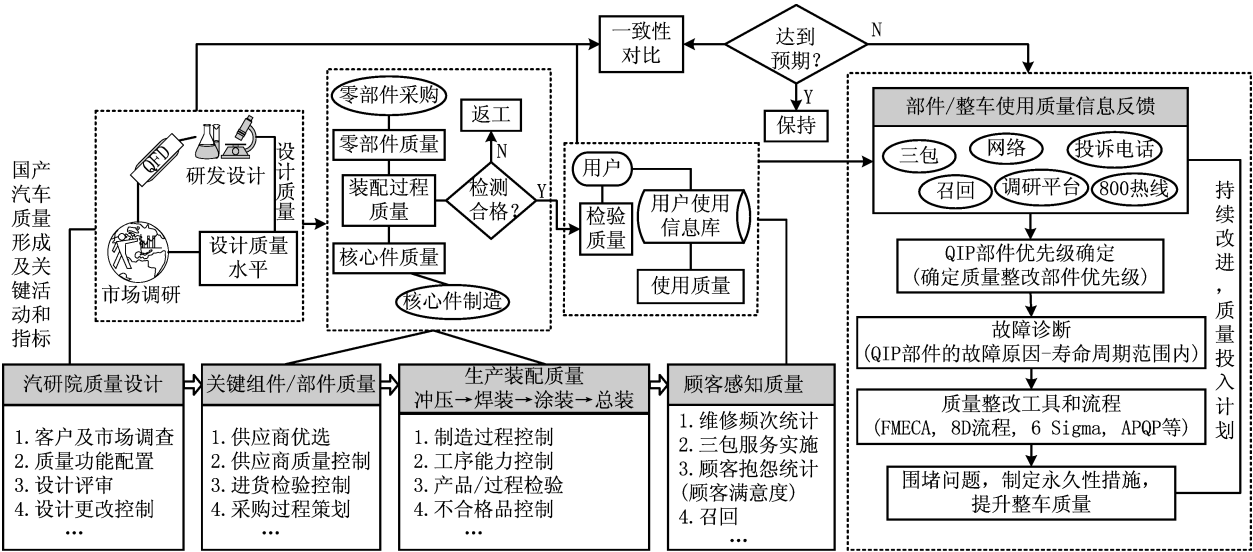 一致性
对比
达到
预期?
N
Y
保持
国产
汽车
质量
形成
及关
键活
动和
指标
QFD
研发设计
设计质量
市场调研
设计质量
水平
零部件采购
零部件质量
装配过程
质量
核心件质量
核心件制造
返工
N
检测
合格?
Y
用户
检验
质量
用户使用
信息库
使用质量
部件/整车使用质量信息反馈
三包
网络
投诉电话
召回
调研平台
800热线
QIP部件优先级确定
(确定质量整改部件优先级)
故障诊断
(QIP部件的故障原因-寿命周期范围内)
质量整改工具和流程
(FMECA, 8D流程, 6 Sigma, APQP等)
围堵问题, 制定永久性措施,
提升整车质量
持续改进,质量投入计划
汽研院质量设计
1. 客户及市场调查
2. 质量功能配置
3. 设计评审
4. 设计更改控制
…
关键组件/部件质量
1. 供应商优选
2. 供应商质量控制
3. 进货检验控制
4. 采购过程策划
…
生产装配质量
冲压→焊装→涂装→总装
1. 制造过程控制
2. 工序能力控制
3. 产品/过程检验
4. 不合格品控制
…
顾客感知质量
1. 维修频次统计
2. 三包服务实施
3. 顾客抱怨统计
(顾客满意度)
4. 召回
…